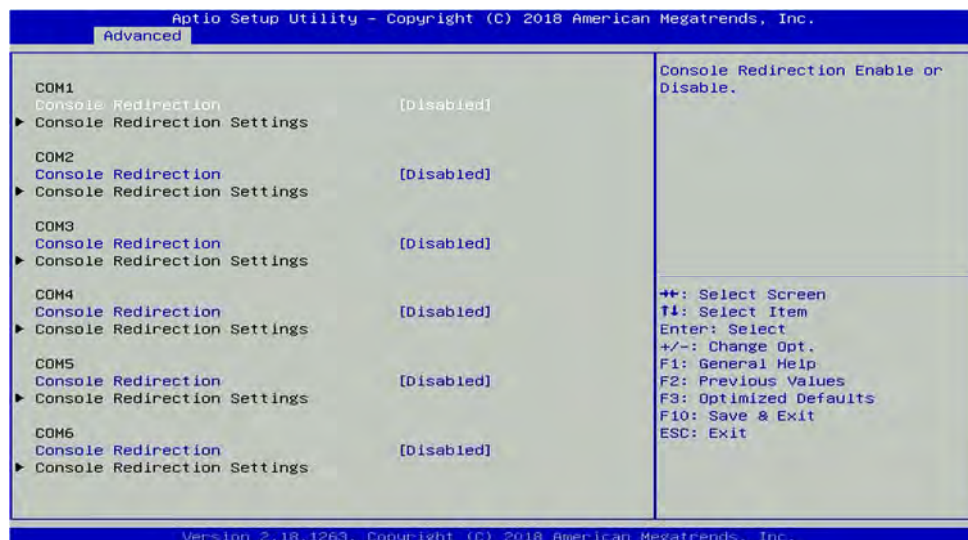 Aptio Setup Utility – Copyright (C) 2018 American Megatrends, Inc.
Advanced
COM1
Console Redirection [Disabled]
▶ Console Redirection Settings
COM2
Console Redirection [Disabled]
▶ Console Redirection Settings
COM3
Console Redirection [Disabled]
▶ Console Redirection Settings
COM4
Console Redirection [Disabled]
▶ Console Redirection Settings
COM5
Console Redirection [Disabled]
▶ Console Redirection Settings
COM6
Console Redirection [Disabled]
▶ Console Redirection Settings
Console Redirection Enable or
Disable.
→←: Select Screen
↑↓: Select Item
Enter: Select
+/-: Change Opt.
F1: General Help
F2: Previous Values
F3: Optimized Defaults
F10: Save & Exit
ESC: Exit
Version 2.18.1263. Copyright (C) 2018 American Megatrends, Inc.